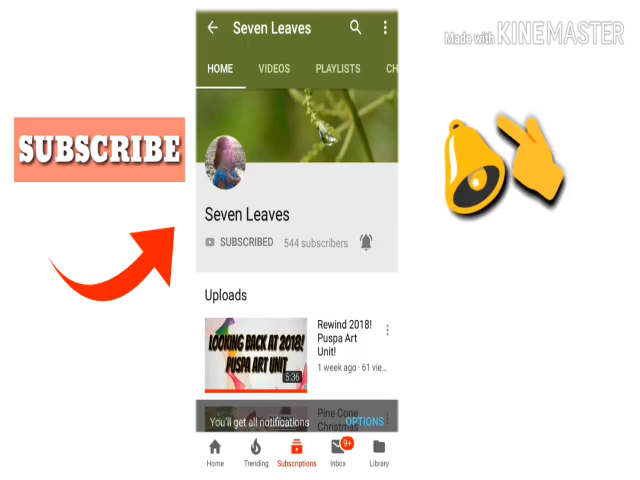 Seven Leaves
Made with KINEMASTER
HOME VIDEOS PLAYLISTS CH
SUBSCRIBE
Seven Leaves
SUBSCRIBED 544 subscribers
Uploads
LOOKING BACK AT 2018!
PUSPA ART UNIT!
5:36
Rewind 2018!
Puspa Art
Unit!
1 week ago · 61 vie...
Pine Cone
Christmas
You'll get all notifications OPTIONS
9+
Home Trending Subscriptions Inbox Library